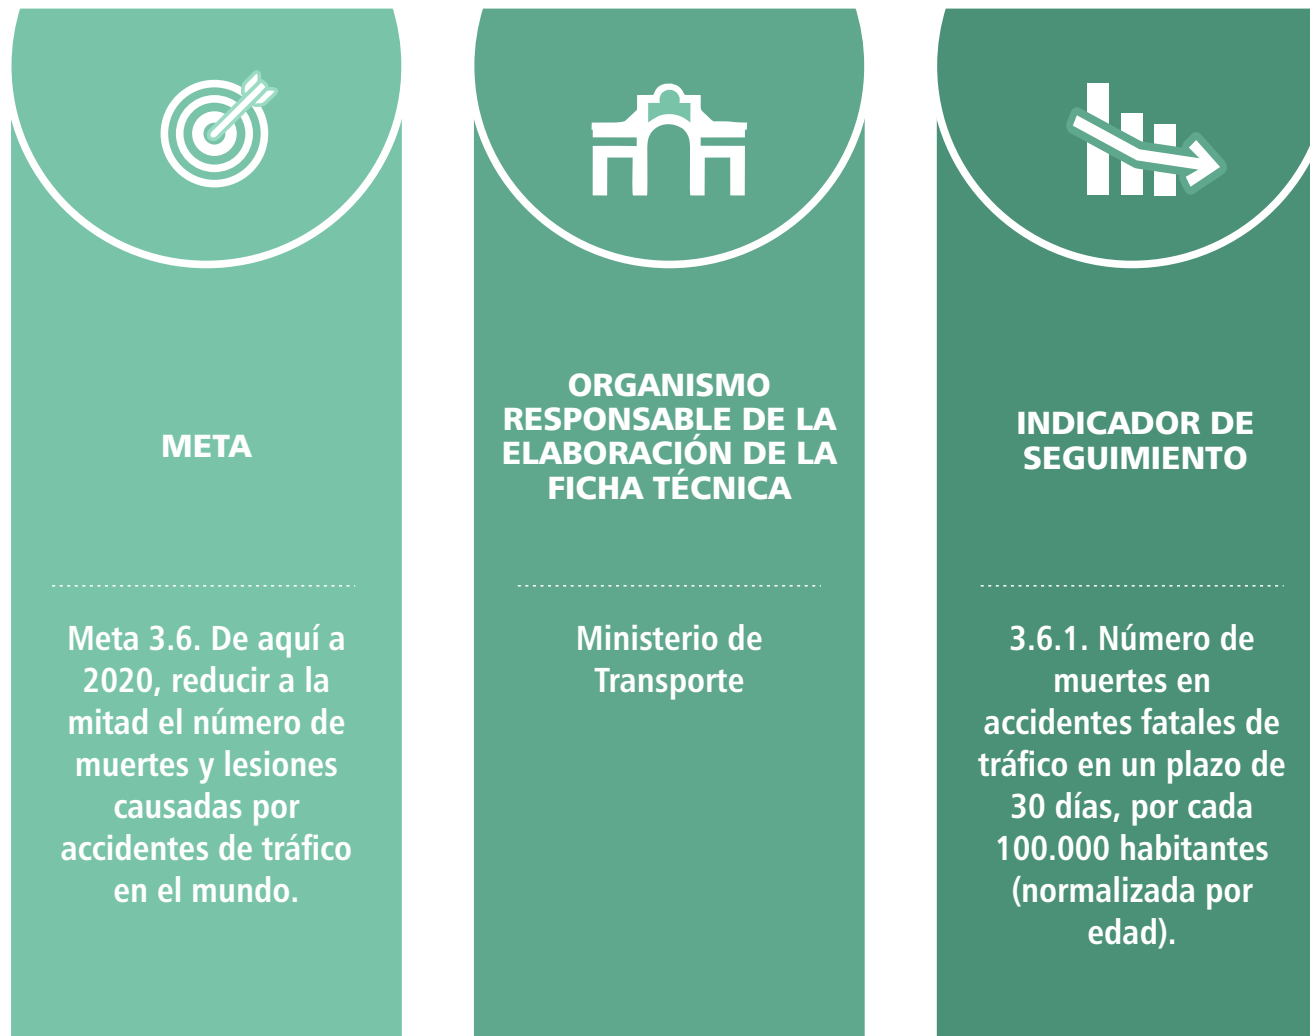 META
Meta 3.6. De aquí a
2020, reducir a la
mitad el número de
muertes y lesiones
causadas por
accidentes de tráfico
en el mundo.
ORGANISMO
RESPONSABLE DE LA
ELABORACIÓN DE LA
FICHA TÉCNICA
Ministerio de
Transporte
INDICADOR DE
SEGUIMIENTO
3.6.1. Número de
muertes en
accidentes fatales de
tráfico en un plazo de
30 días, por cada
100.000 habitantes
(normalizada por
edad).